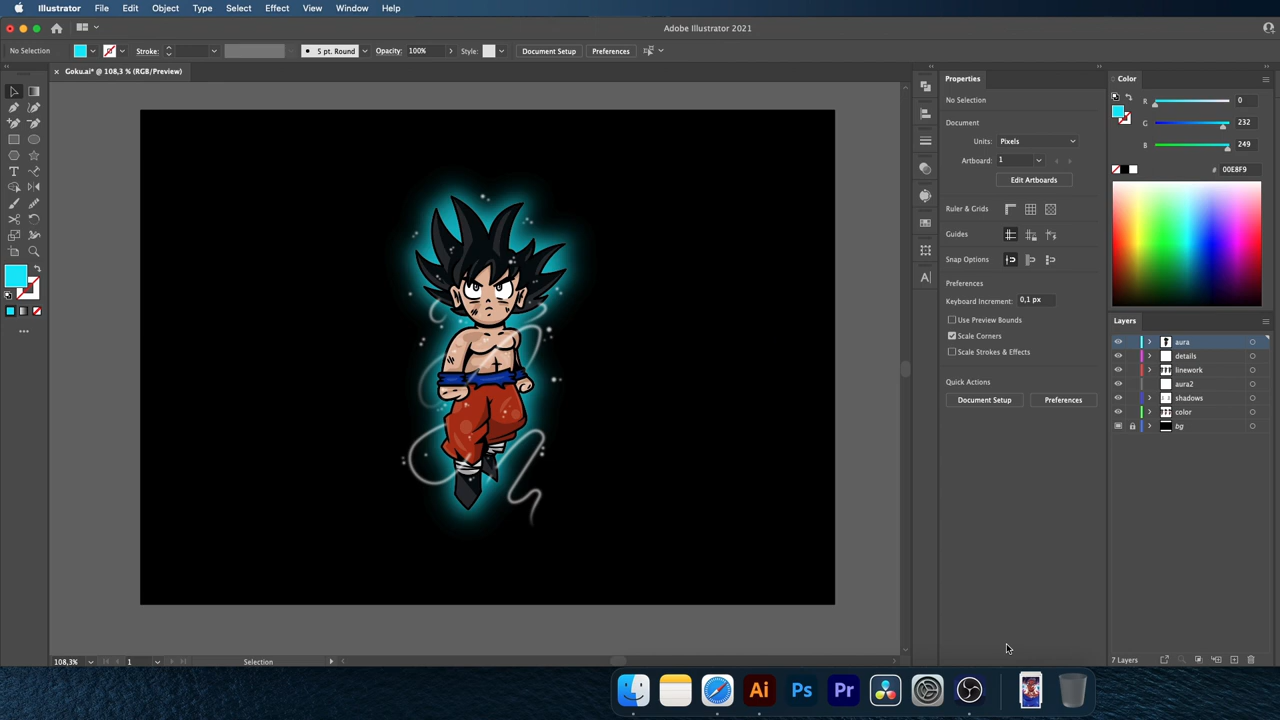 Illustrator File Edit Object Type Select Effect View Window Help
Adobe Illustrator 2021
No Selection Stroke: 5 pt. Round Opacity: 100% Style: Document Setup Preferences
Goku.ai* @ 108,3 % (RGB/Preview)
Properties
No Selection
Document
Units: Pixels
Artboard: 1
Edit Artboards
Ruler & Grids
Guides
Snap Options
Preferences
Keyboard Increment: 0,1 px
Use Preview Bounds
Scale Corners
Scale Strokes & Effects
Quick Actions
Document Setup Preferences
Color
R 0
G 232
B 249
# 00E8F9
Layers
aura
details
linework
aura2
shadows
color
bg
7 Layers
108,3% 1 Selection
Ai Ps Pr